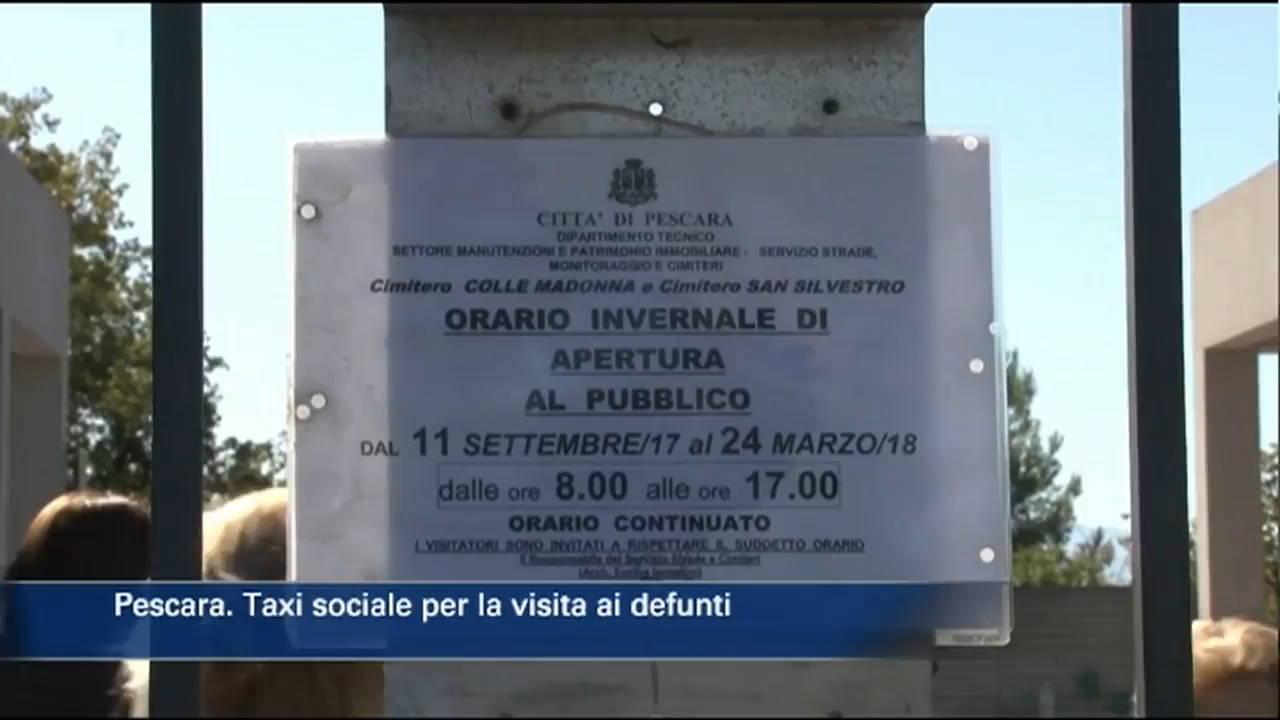 CITTA' DI PESCARA
DIPARTIMENTO TECNICO
SETTORE MANUTENZIONI E PATRIMONIO IMMOBILIARE - SERVIZIO STRADE,
MONITORAGGIO E CIMITERI
Cimitero COLLE MADONNA e Cimitero SAN SILVESTRO
ORARIO INVERNALE DI
APERTURA
AL PUBBLICO
DAL 11 SETTEMBRE/17 al 24 MARZO/18
dalle ore 8.00 alle ore 17.00
ORARIO CONTINUATO
I VISITATORI SONO INVITATI A RISPETTARE IL SUDDETTO ORARIO
Il Responsabile del Servizio Strade e Cimiteri
(Arch.
Pescara. Taxi sociale per la visita ai defunti